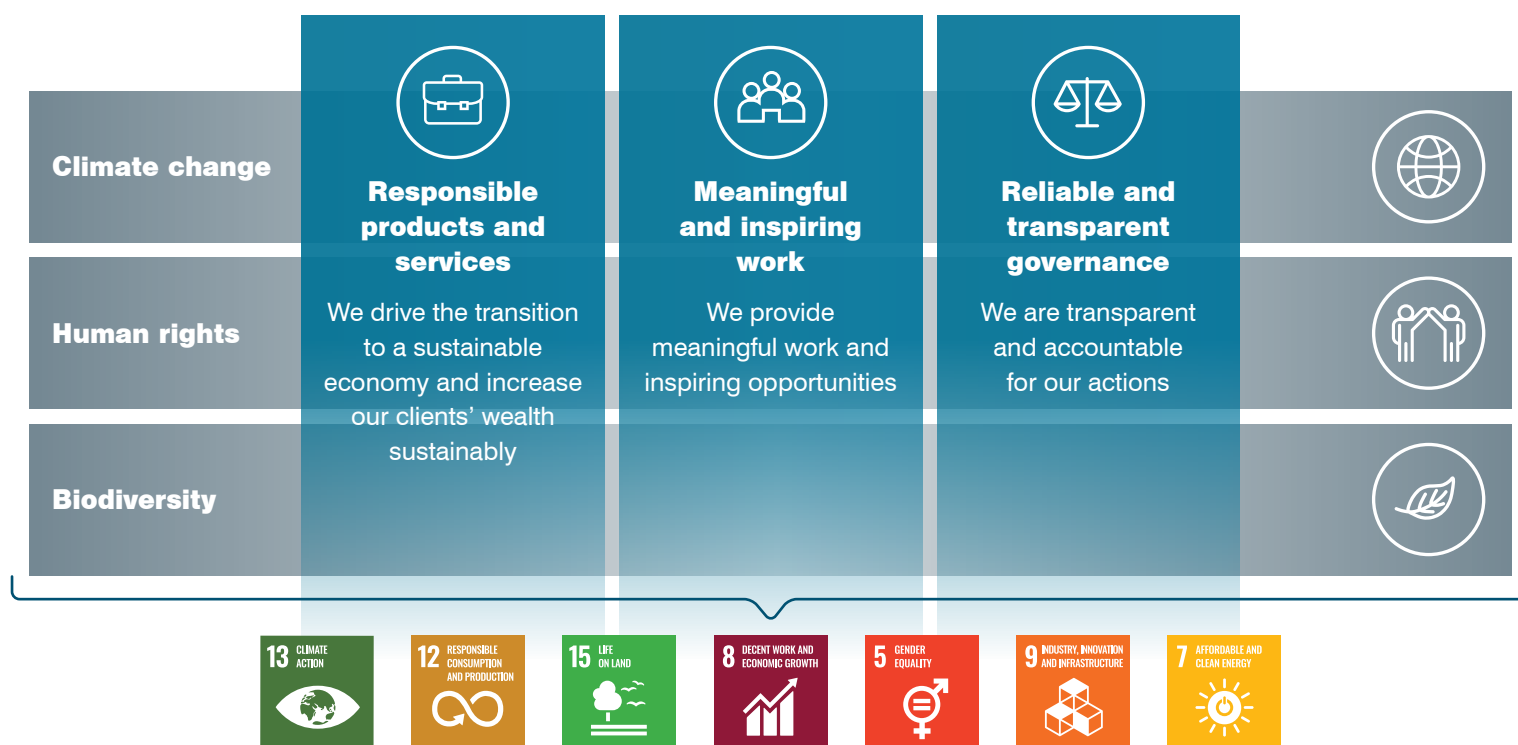 Climate change
Human rights
Biodiversity
Responsible
products and
services
We drive the transition
to a sustainable
economy and increase
our clients’ wealth
sustainably
Meaningful
and inspiring
work
We provide
meaningful work and
inspiring opportunities
Reliable and
transparent
governance
We are transparent
and accountable
for our actions
13 CLIMATE
ACTION
12 RESPONSIBLE
CONSUMPTION
AND PRODUCTION
15 LIFE
ON LAND
8 DECENT WORK AND
ECONOMIC GROWTH
5 GENDER
EQUALITY
9 INDUSTRY, INNOVATION
AND INFRASTRUCTURE
7 AFFORDABLE AND
CLEAN ENERGY